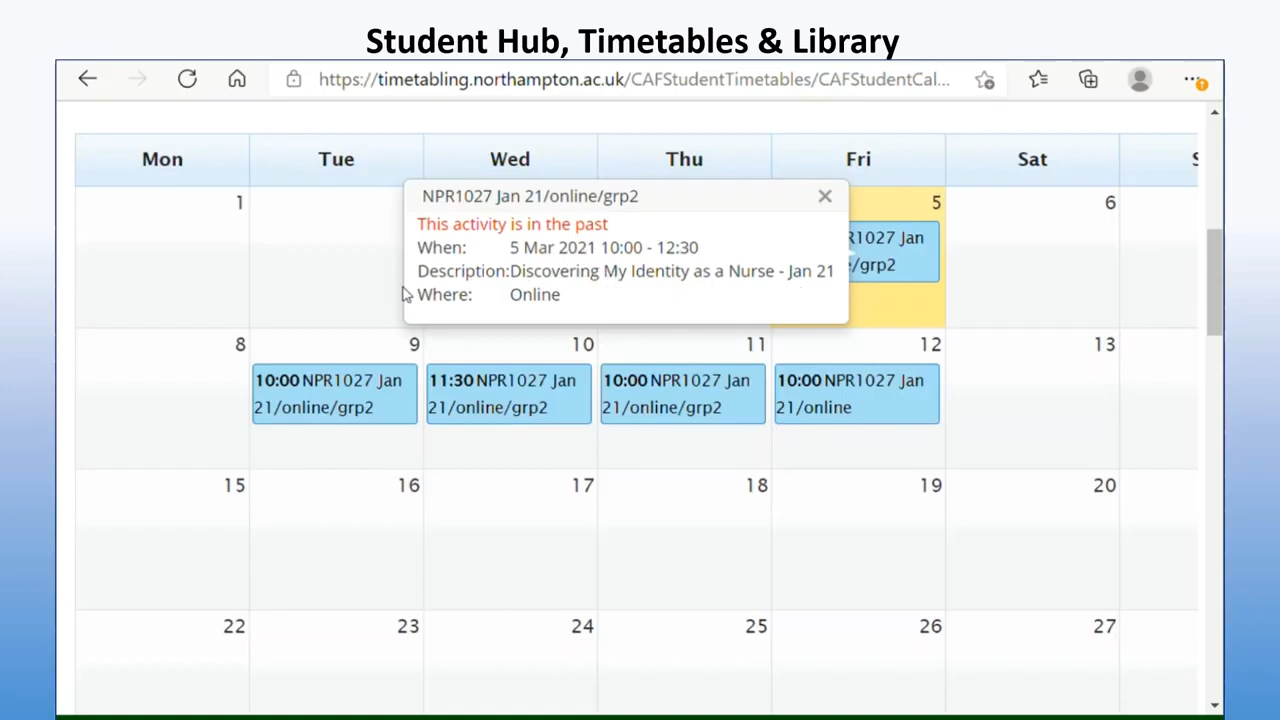 Student Hub, Timetables & Library
https://timetabling.northampton.ac.uk/CAFStudentTimetables/CAFStudentCal...
Mon Tue Wed Thu Fri Sat
1 5 6
NPR1027 Jan 21/online/grp2
This activity is in the past
When: 5 Mar 2021 10:00 - 12:30
Description: Discovering My Identity as a Nurse - Jan 21
Where: Online
R1027 Jan
e/grp2
8 9 10 11 12 13
10:00 NPR1027 Jan
21/online/grp2
11:30 NPR1027 Jan
21/online/grp2
10:00 NPR1027 Jan
21/online/grp2
10:00 NPR1027 Jan
21/online
15 16 17 18 19 20
22 23 24 25 26 27